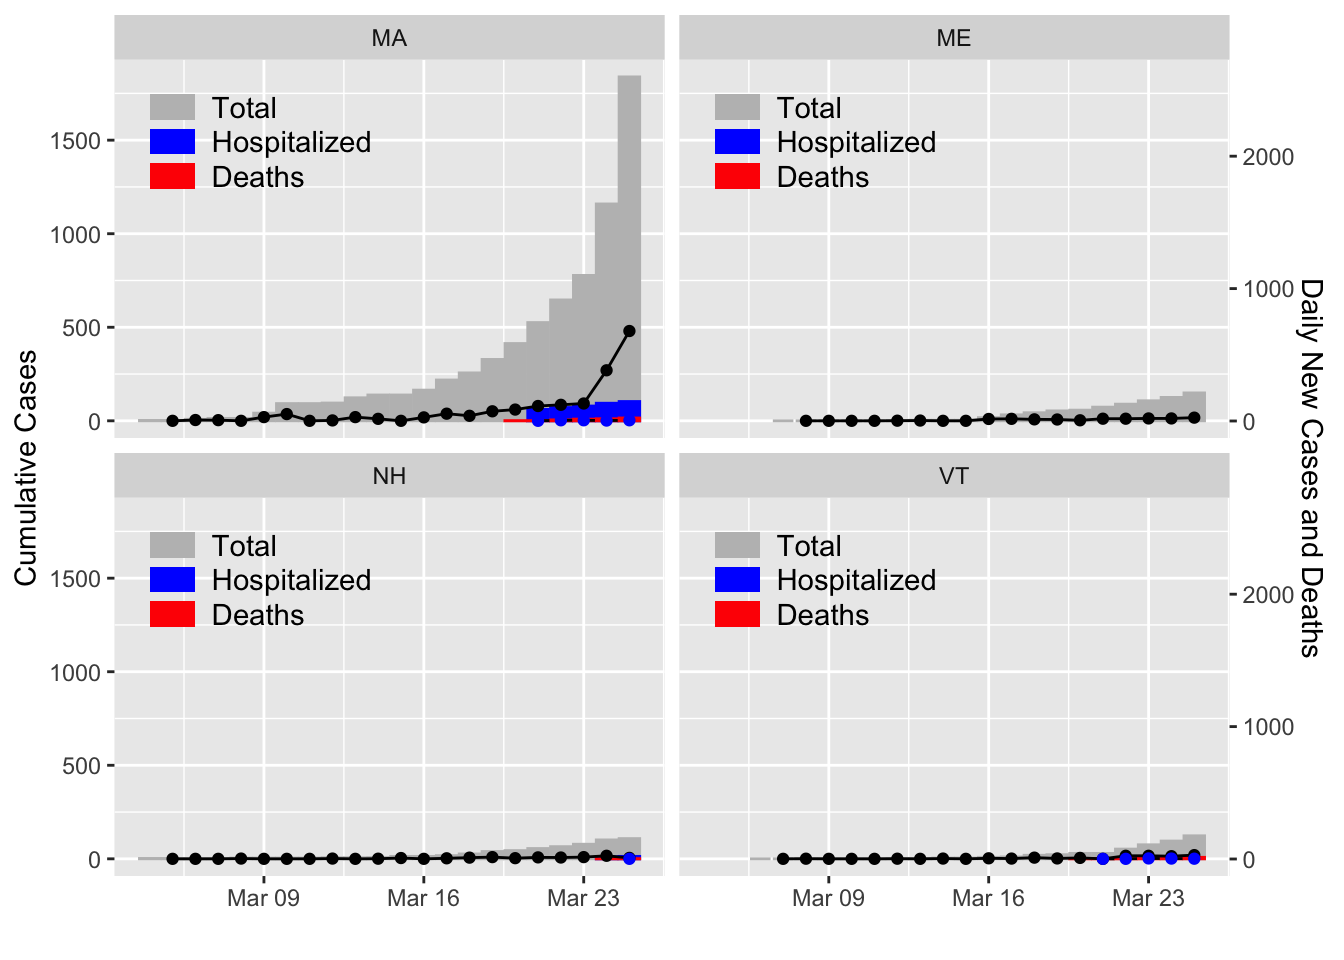 MA
ME
Total
Hospitalized
Deaths
Total
Hospitalized
Deaths
1500
1000
500
0
2000
1000
0
NH
VT
Total
Hospitalized
Deaths
Total
Hospitalized
Deaths
1500
1000
500
0
2000
1000
0
Mar 09
Mar 16
Mar 23
Mar 09
Mar 16
Mar 23
Cumulative Cases
Daily New Cases and Deaths